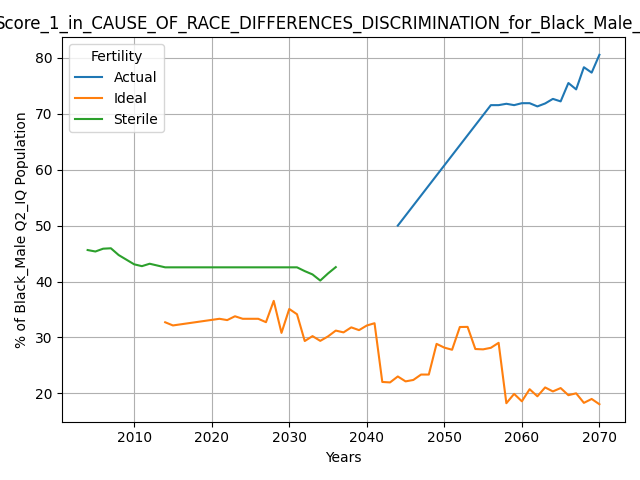 Score_1_in_CAUSE_OF_RACE_DIFFERENCES_DISCRIMINATION_for_Black_Male_
Fertility
Actual
Ideal
Sterile
% of Black_Male Q2_IQ Population
80
70
60
50
40
30
20
2010 2020 2030 2040 2050 2060 2070
Years